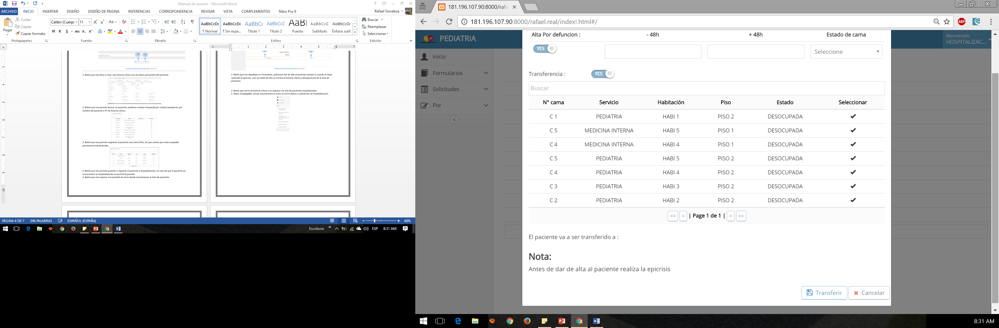 Manual de usuario - Microsoft Word
ARCHIVO INICIO INSERTAR DISEÑO DISEÑO DE PÁGINA REFERENCIAS CORRESPONDENCIA REVISAR VISTA COMPLEMENTOS Nitro Pro 9
Rafael Simaleza
Pegar
Cortar
Copiar
Copiar formato
Portapapeles
Calibri (Cuerpo 11
N K S abc x₂ x²
Fuente
Párrafo
AaBbCcDc AaBbCcDc AaBbCc AaBbCcD AaBl AaBbCcD AaBbCcDc
¶ Normal ¶ Sin espa... Título 1 Título 2 Puesto Subtítulo Énfasis sutil
Estilos
Buscar
Reemplazar
Seleccionar
Edición
4 5
1: Botón que nos lleva a crear una historia clínica con los datos personales del paciente.
2: Botón que nos permite buscar un paciente, podemos realizar búsqueda por cedula/ pasaporte, por
nombre del paciente y N° de historia clínica.
3: Botón que nos permite asignarle al paciente una cama libre, las que camas que estas ocupadas
permanecerá desactivada.
4: Botón que nos permite guardar o registrar el paciente a hospitalización, en caso de que el paciente ya
se encuentre en hospitalización no permitirá guardar.
5: Botón que nos regresa a la pantalla de inicio donde encontramos la lista de pacientes.
1: Botón que nos despliega un Formulario, podremos dar de alta al paciente siempre y cuando se haya
realizado la epicrisis, una vez dado de alta se cerrara la historia clínica y desaparecerá de la lista de
pacientes.
2: Botón que cierra la historia clínica y no regresa a la lista de pacientes hospitalizados.
3. Menú desplegable, donde encontraremos todos los formularios y solicitudes de hospitalización.
PÁGINA 4 DE 7 396 PALABRAS ESPAÑOL (ESPAÑA) 60%
Escritorio ESP 8:31 AM
181.196.107.90:8000/rafa
181.196.107.90:8000/rafael.real/index!.html#/
ABP
PEDIATRIA
Bienvenido
HOSPITALIZAC...
Inicio
Formularios
Solicitudes
Por
Alta Por defuncion : - 48h + 48h Estado de cama
YES Seleccione
Transferencia : YES
Buscar
N° cama Servicio Habitación Piso Estado Seleccionar
C 1 PEDIATRIA HABI 1 PISO 2 DESOCUPADA
C 5 MEDICINA INTERNA HABI 5 PISO 1 DESOCUPADA
C 4 MEDICINA INTERNA HABI 4 PISO 1 DESOCUPADA
C 5 PEDIATRIA HABI 5 PISO 2 DESOCUPADA
C 4 PEDIATRIA HABI 4 PISO 2 DESOCUPADA
C 3 PEDIATRIA HABI 3 PISO 2 DESOCUPADA
C 2 PEDIATRIA HABI 2 PISO 2 DESOCUPADA
<< < | Page 1 de 1 | > >>
El paciente va a ser transferido a :
Nota:
Antes de dar de alta al paciente realiza la epicrisis
Transferir Cancelar
8:31 AM